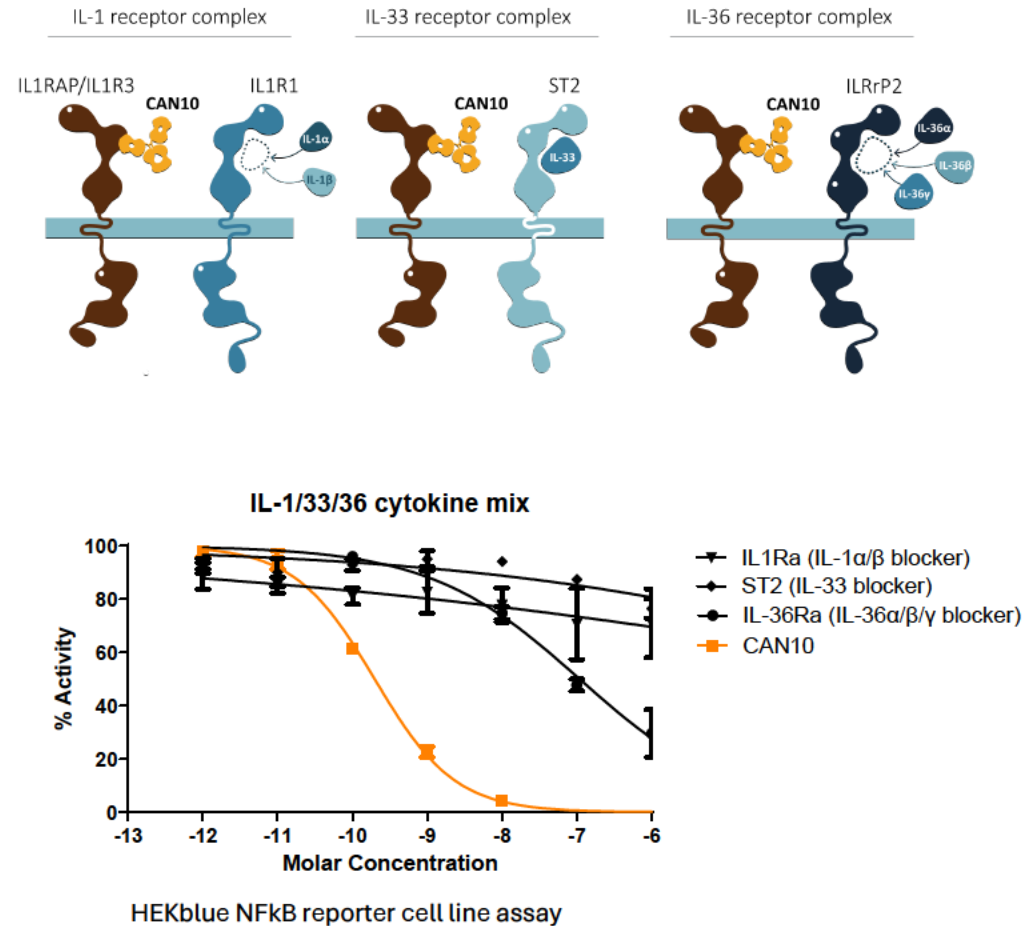 IL-1 receptor complex
IL-33 receptor complex
IL-36 receptor complex
IL1RAP/IL1R3
CAN10
IL1R1
IL-1α
IL-1β
CAN10
ST2
IL-33
CAN10
ILRrP2
IL-36α
IL-36β
IL-36γ
IL-1/33/36 cytokine mix
% Activity
100
80
60
40
20
0
-13 -12 -11 -10 -9 -8 -7 -6
Molar Concentration
IL1Ra (IL-1α/β blocker)
ST2 (IL-33 blocker)
IL-36Ra (IL-36α/β/γ blocker)
CAN10
HEKblue NFkB reporter cell line assay